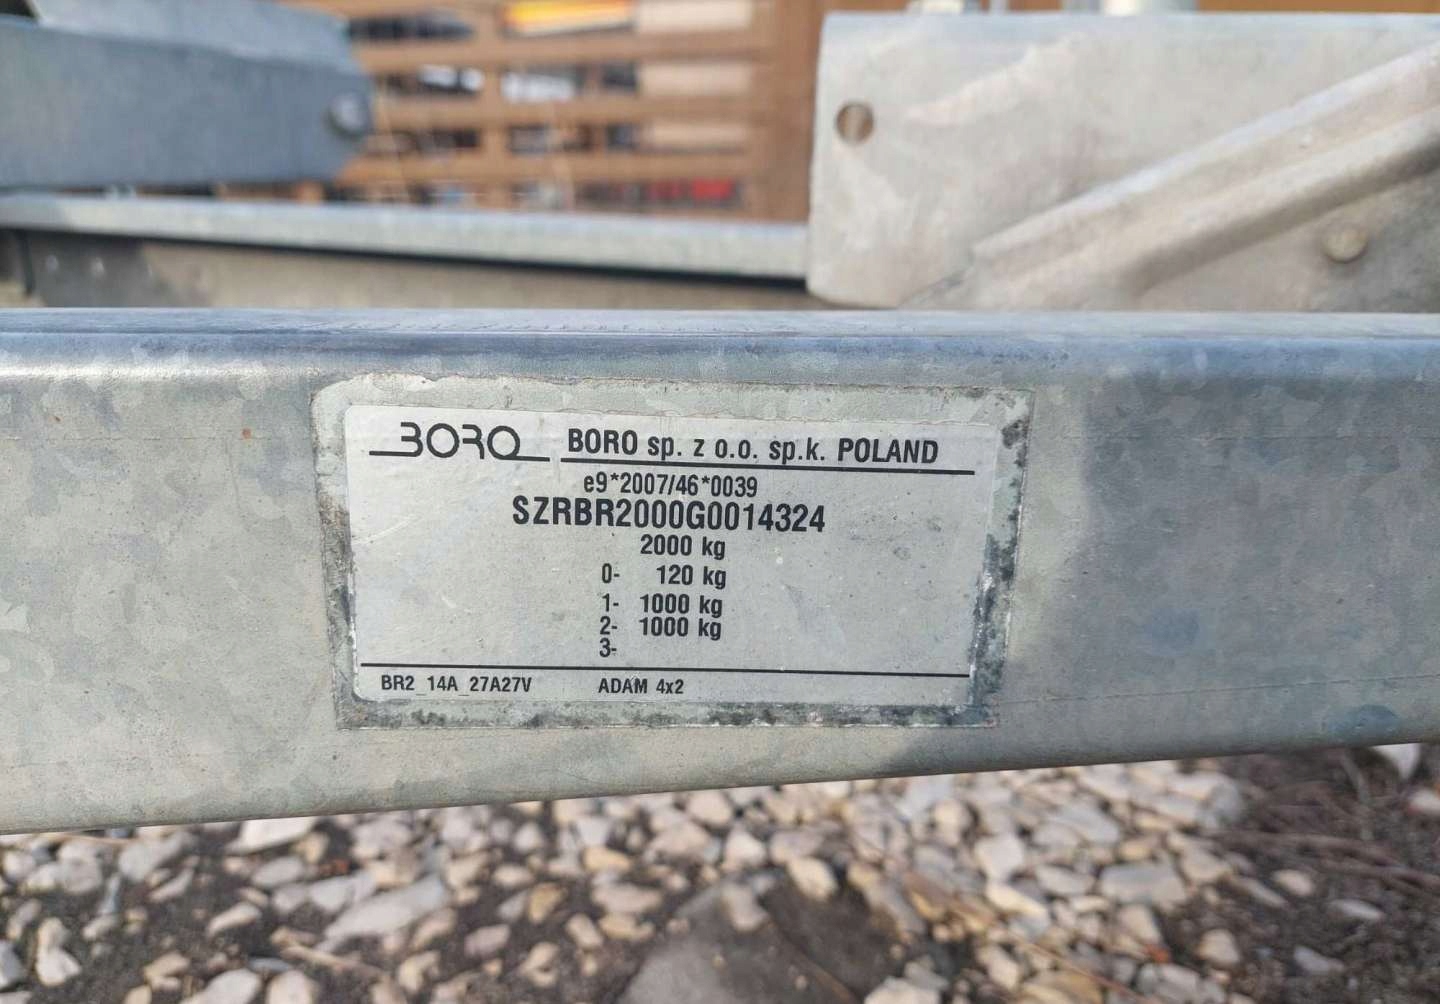 BORO BORO sp. z o.o. sp.k. POLAND
e9*2007/46*0039
SZRBR2000G0014324
2000 kg
0- 120 kg
1- 1000 kg
2- 1000 kg
3-
BR2_14A_27A27V ADAM 4x2